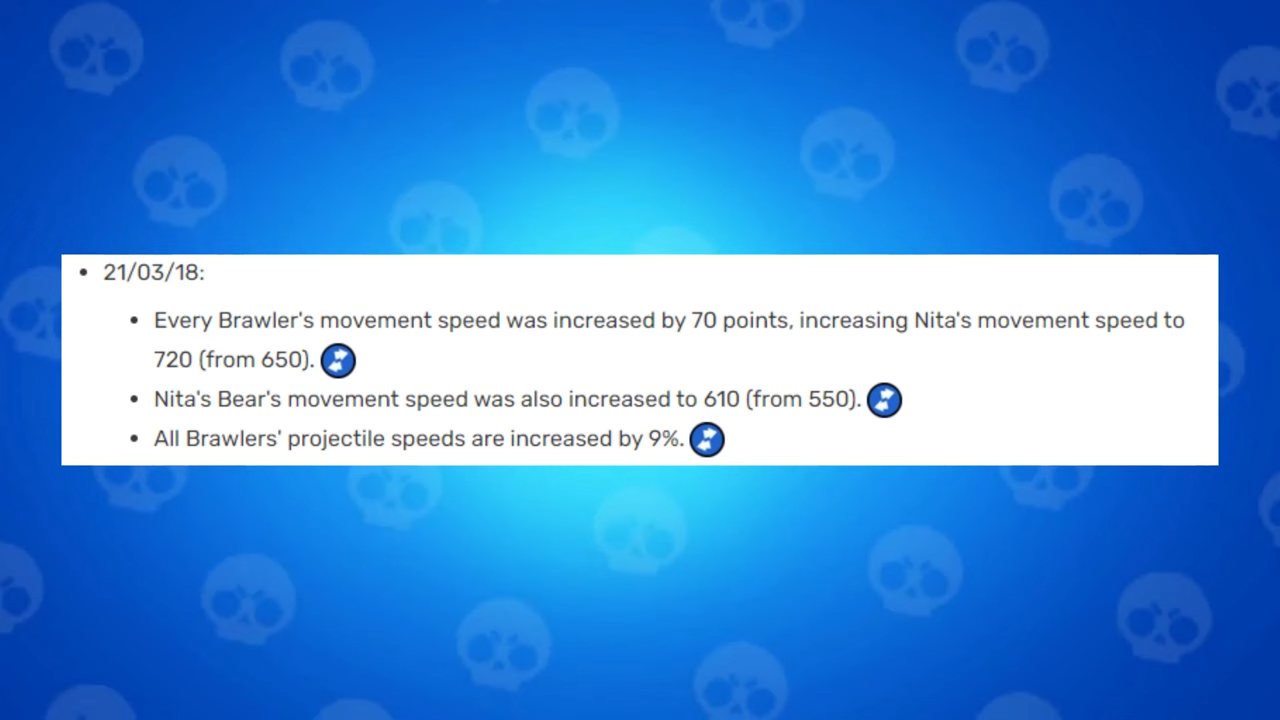 • 21/03/18:
• Every Brawler's movement speed was increased by 70 points, increasing Nita's movement speed to
720 (from 650).
• Nita's Bear's movement speed was also increased to 610 (from 550).
• All Brawlers' projectile speeds are increased by 9%.